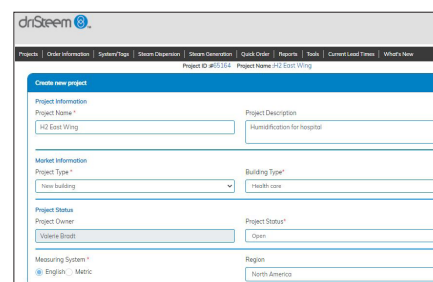 driSteem
Projects | Order Information | System/Tags | Steam Dispersion | Steam Generation | Quick Order | Reports | Tools | Current Lead Times | What's New
Project ID #65164 Project Name :H2 East Wing
Create new project
Project Information
Project Name * Project Description
H2 East Wing Humidification for hospital
Market Information
Project Type * Building Type*
New building Health care
Project Status
Project Owner Project Status*
Valerie Bradt Open
Measuring System * Region
English Metric North America